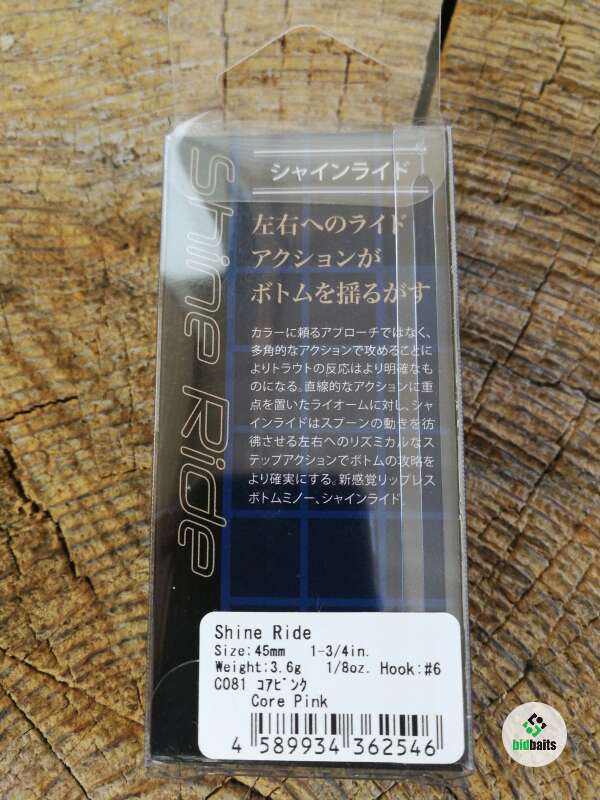 Shine Ride
シャインライド
左右へのライド
アクションが
ボトムを揺るがす
カラーに頼るアプローチではなく、
多角的なアクションで攻めることに
よりトラウトの反応はより明確なも
のになる。直線的なアクションに重
点を置いたライオームに対し、シャ
インライドはスプーンの動きを彷
彿させる左右へのリズミカルなス
テップアクションでボトムの攻略を
より確実にする。新感覚リップレス
ボトムミノー、シャインライド。
Shine Ride
Size:45mm 1-3/4in.
Weight:3.6g 1/8oz. Hook:#6
C081 コアピンク
Core Pink
4 589934 362546
bidbaits